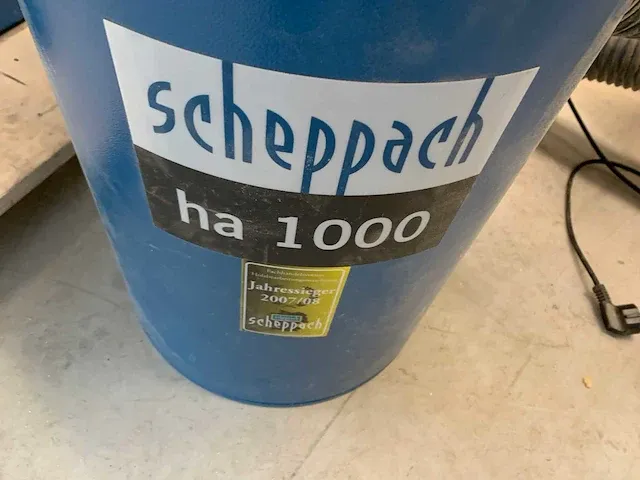 scheppach
ha 1000
Jahressieger
2007/08
scheppach